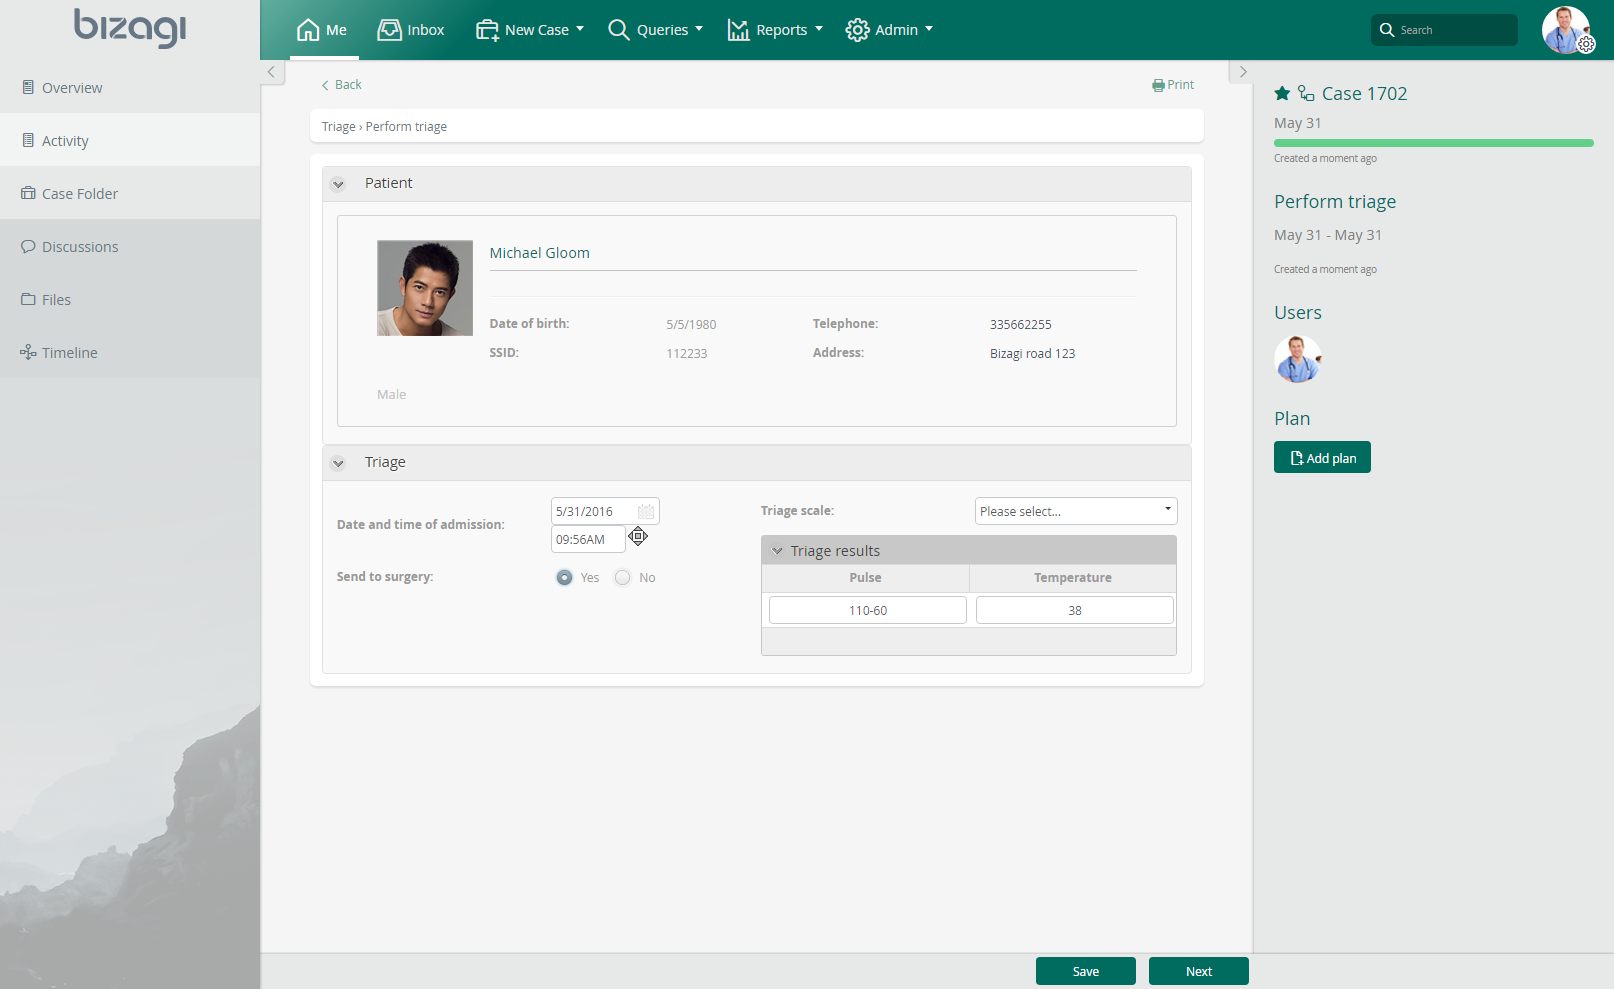 bizagi
Me
Inbox
New Case
Queries
Reports
Admin
Search
Overview
Activity
Case Folder
Discussions
Files
Timeline
Back
Print
Triage › Perform triage
Patient
Michael Gloom
Date of birth: 5/5/1980 Telephone: 335662255
SSID: 112233 Address: Bizagi road 123
Male
Triage
Date and time of admission: 5/31/2016
09:56AM
Send to surgery: Yes No
Triage scale: Please select...
Triage results
Pulse Temperature
110-60 38
Save
Next
Case 1702
May 31
Created a moment ago
Perform triage
May 31 - May 31
Created a moment ago
Users
Plan
Add plan